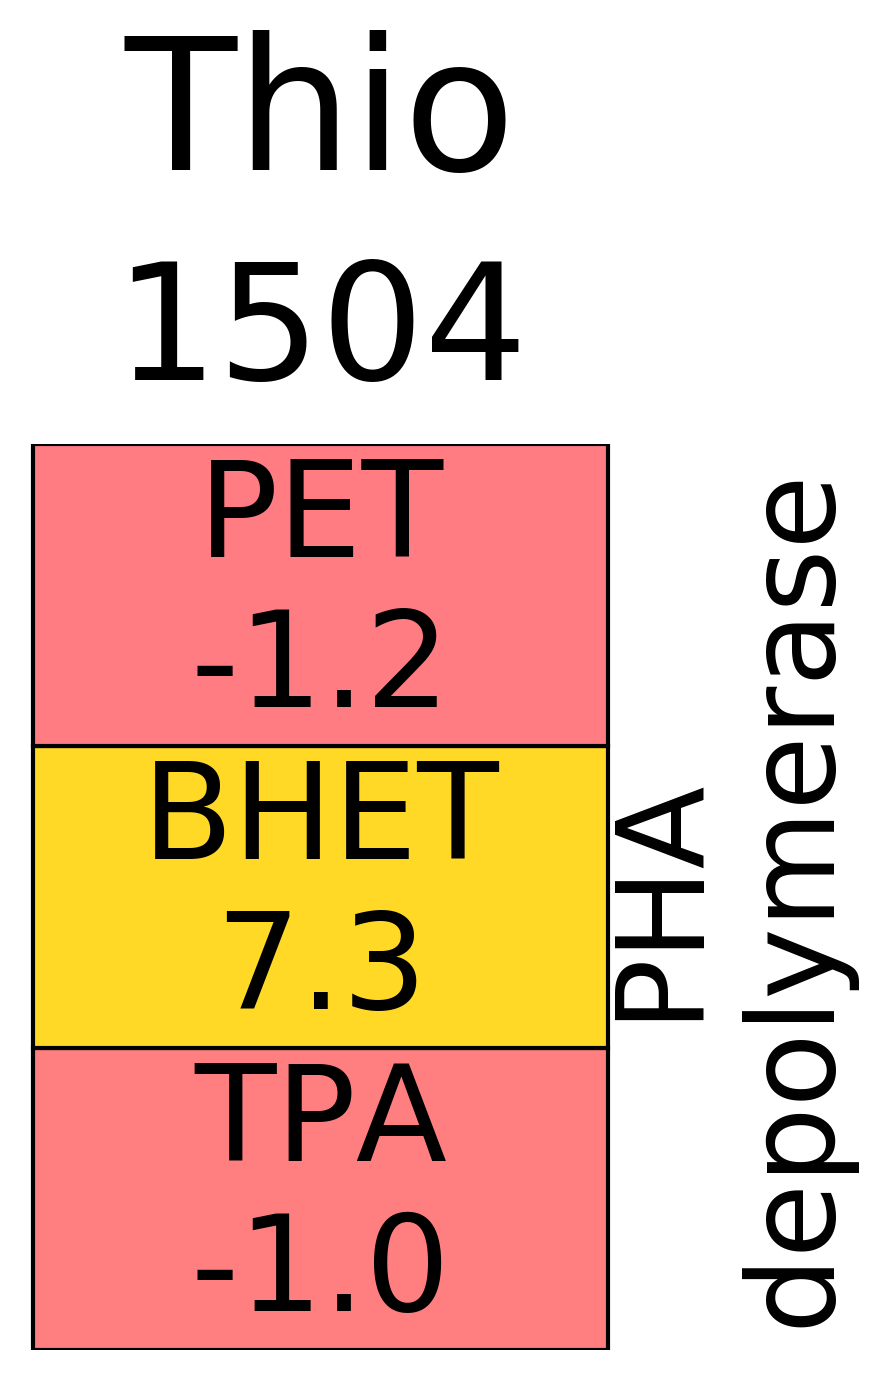 Thio
1504
PET
-1.2
BHET
7.3
TPA
-1.0
PHA
depolymerase